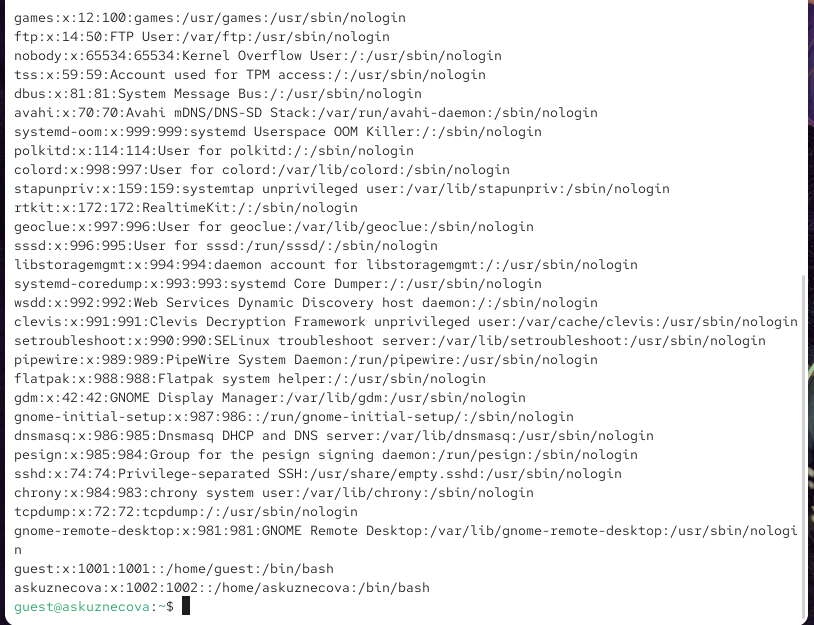 games:x:12:100:games:/usr/games:/usr/sbin/nologin
ftp:x:14:50:FTP User:/var/ftp:/usr/sbin/nologin
nobody:x:65534:65534:Kernel Overflow User:/:/usr/sbin/nologin
tss:x:59:59:Account used for TPM access:/:/usr/sbin/nologin
dbus:x:81:81:System Message Bus:/:/usr/sbin/nologin
avahi:x:70:70:Avahi mDNS/DNS-SD Stack:/var/run/avahi-daemon:/sbin/nologin
systemd-oom:x:999:999:systemd Userspace OOM Killer:/:/sbin/nologin
polkitd:x:114:114:User for polkitd:/:/sbin/nologin
colord:x:998:997:User for colord:/var/lib/colord:/sbin/nologin
stapunpriv:x:159:159:systemtap unprivileged user:/var/lib/stapunpriv:/sbin/nologin
rtkit:x:172:172:RealtimeKit:/:/sbin/nologin
geoclue:x:997:996:User for geoclue:/var/lib/geoclue:/sbin/nologin
sssd:x:996:995:User for sssd:/run/sssd/:/sbin/nologin
libstoragemgmt:x:994:994:daemon account for libstoragemgmt:/:/usr/sbin/nologin
systemd-coredump:x:993:993:systemd Core Dumper:/:/usr/sbin/nologin
wsdd:x:992:992:Web Services Dynamic Discovery host daemon:/:/sbin/nologin
clevis:x:991:991:Clevis Decryption Framework unprivileged user:/var/cache/clevis:/usr/sbin/nologin
setroubleshoot:x:990:990:SELinux troubleshoot server:/var/lib/setroubleshoot:/usr/sbin/nologin
pipewire:x:989:989:PipeWire System Daemon:/run/pipewire:/usr/sbin/nologin
flatpak:x:988:988:Flatpak system helper:/:/usr/sbin/nologin
gdm:x:42:42:GNOME Display Manager:/var/lib/gdm:/usr/sbin/nologin
gnome-initial-setup:x:987:986::/run/gnome-initial-setup/:/sbin/nologin
dnsmasq:x:986:985:Dnsmasq DHCP and DNS server:/var/lib/dnsmasq:/usr/sbin/nologin
pesign:x:985:984:Group for the pesign signing daemon:/run/pesign:/sbin/nologin
sshd:x:74:74:Privilege-separated SSH:/usr/share/empty.sshd:/usr/sbin/nologin
chrony:x:984:983:chrony system user:/var/lib/chrony:/sbin/nologin
tcpdump:x:72:72:tcpdump:/:/usr/sbin/nologin
gnome-remote-desktop:x:981:981:GNOME Remote Desktop:/var/lib/gnome-remote-desktop:/usr/sbin/nologi
n
guest:x:1001:1001::/home/guest:/bin/bash
askuznecova:x:1002:1002::/home/askuznecova:/bin/bash
guest@askuznecova:~$